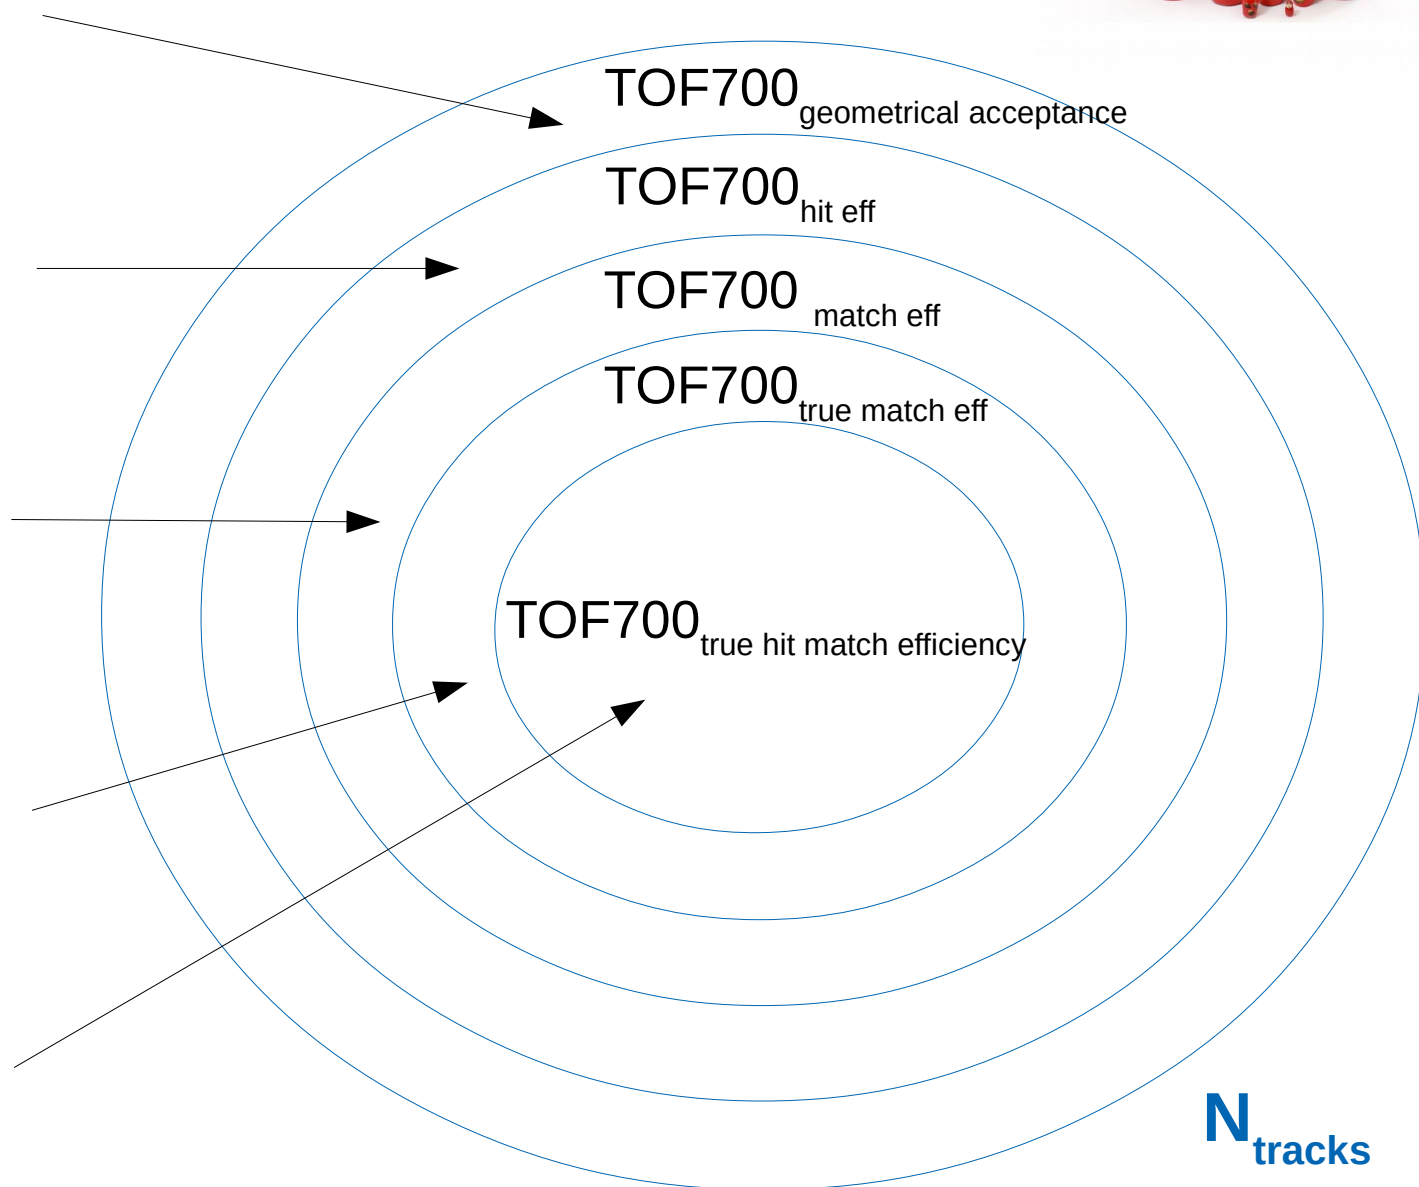 TOF700geometrical acceptance
TOF700hit eff
TOF700 match eff
TOF700true match eff
TOF700true hit match efficiency
Ntracks